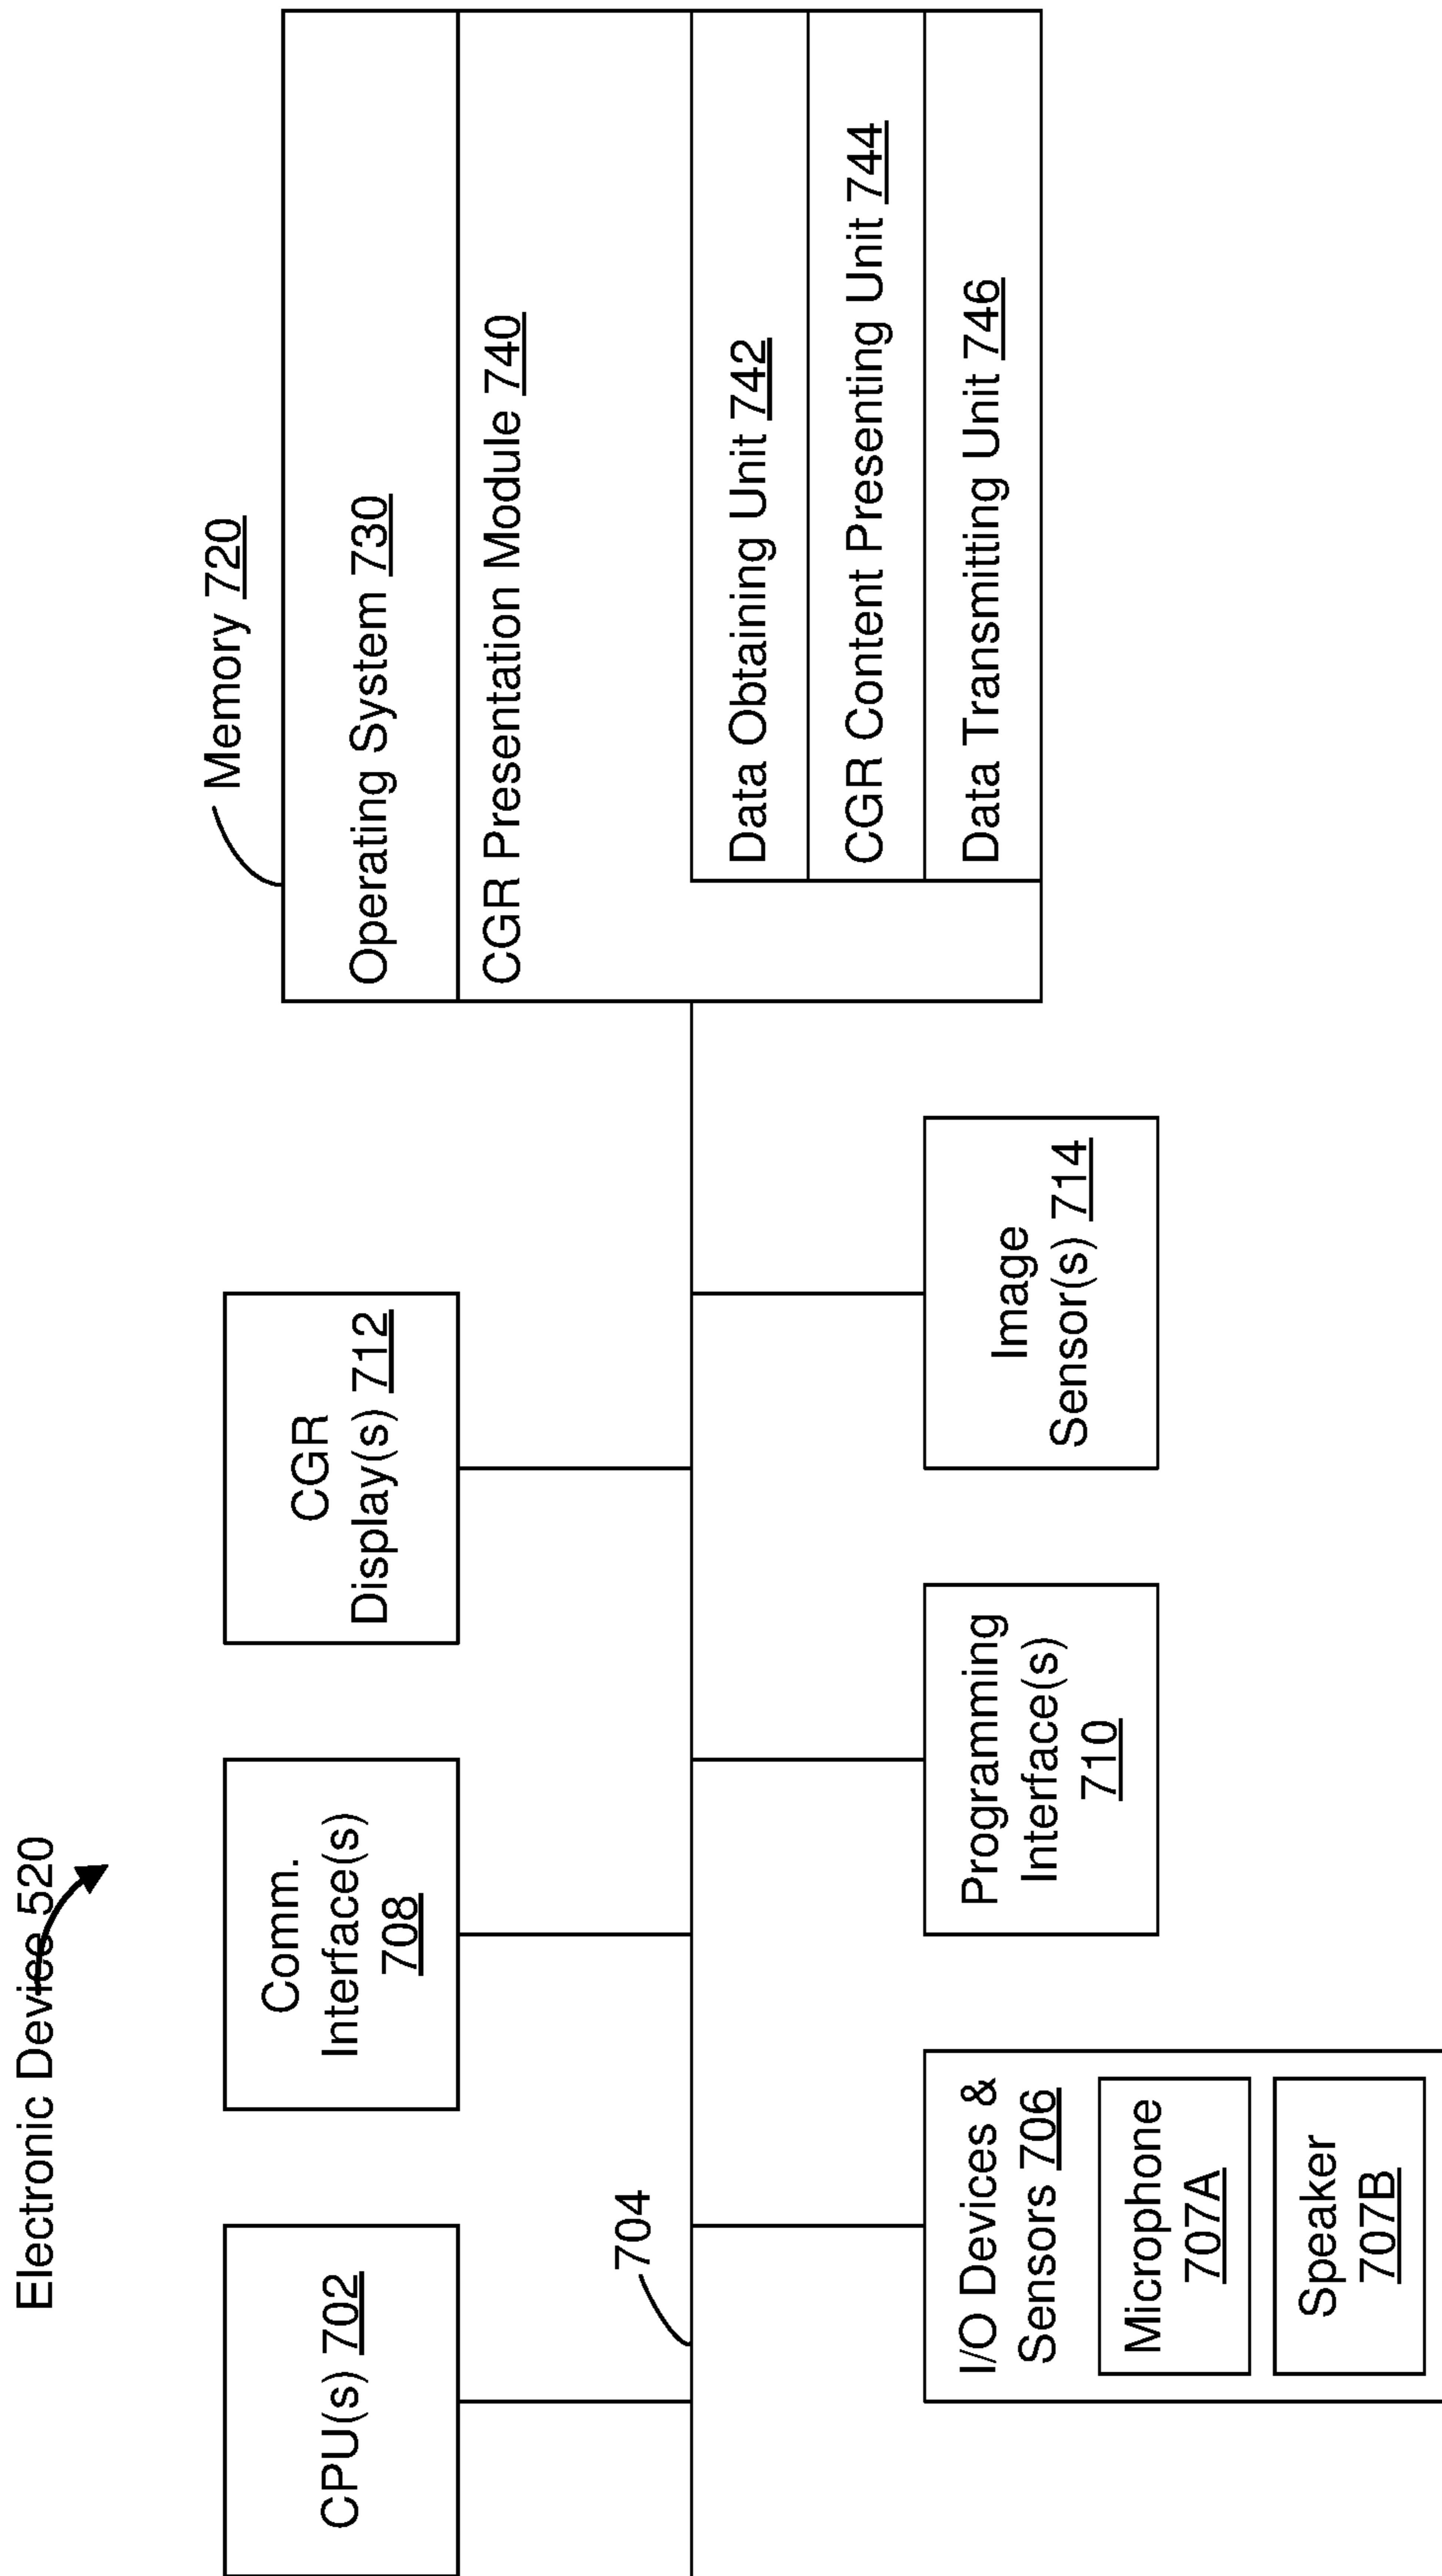 Electronic Device 520
CPU(s) 702
Comm.
Interface(s)
708
CGR
Display(s) 712
Memory 720
Operating System 730
CGR Presentation Module 740
Data Obtaining Unit 742
CGR Content Presenting Unit 744
Data Transmitting Unit 746
704
I/O Devices &
Sensors 706
Microphone
707A
Speaker
707B
Programming
Interface(s)
710
Image
Sensor(s) 714